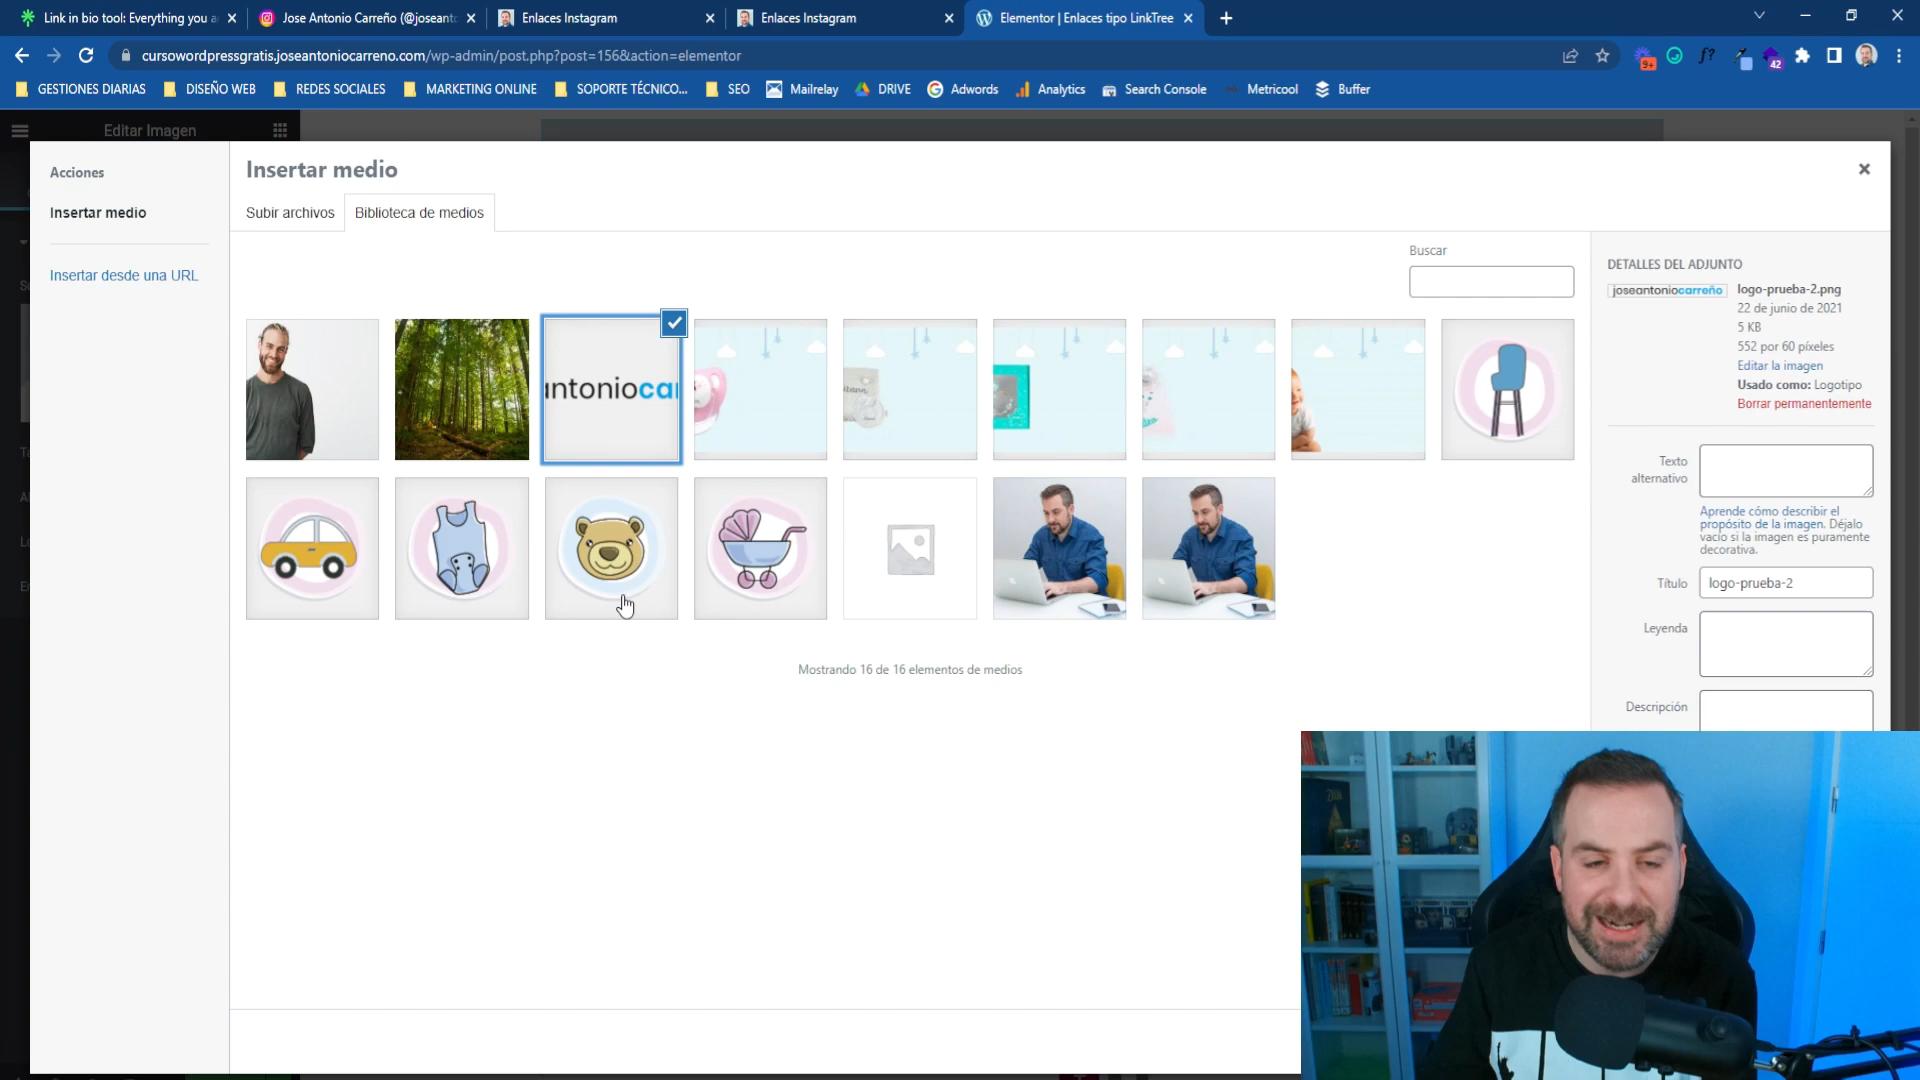 Link in bio tool: Everything you a
Jose Antonio Carreño (@joseant
Enlaces Instagram
Enlaces Instagram
Elementor | Enlaces tipo LinkTree
cursowordpressgratis.joseantoniocarreno.com/wp-admin/post.php?post=156&action=elementor
9+
f?
42
GESTIONES DIARIAS
DISEÑO WEB
REDES SOCIALES
MARKETING ONLINE
SOPORTE TÉCNICO...
SEO
Mailrelay
DRIVE
Adwords
Analytics
Search Console
Metricool
Buffer
Editar Imagen
Acciones
Insertar medio
Insertar desde una URL
Insertar medio
Subir archivos
Biblioteca de medios
Buscar
antonioca
Mostrando 16 de 16 elementos de medios
DETALLES DEL ADJUNTO
joseantoniocarreño
logo-prueba-2.png
22 de junio de 2021
5 KB
552 por 60 píxeles
Editar la imagen
Usado como: Logotipo
Borrar permanentemente
Texto
alternativo
Aprende cómo describir el
propósito de la imagen. Déjalo
vacío si la imagen es puramente
decorativa.
Título
logo-prueba-2
Leyenda
Descripción